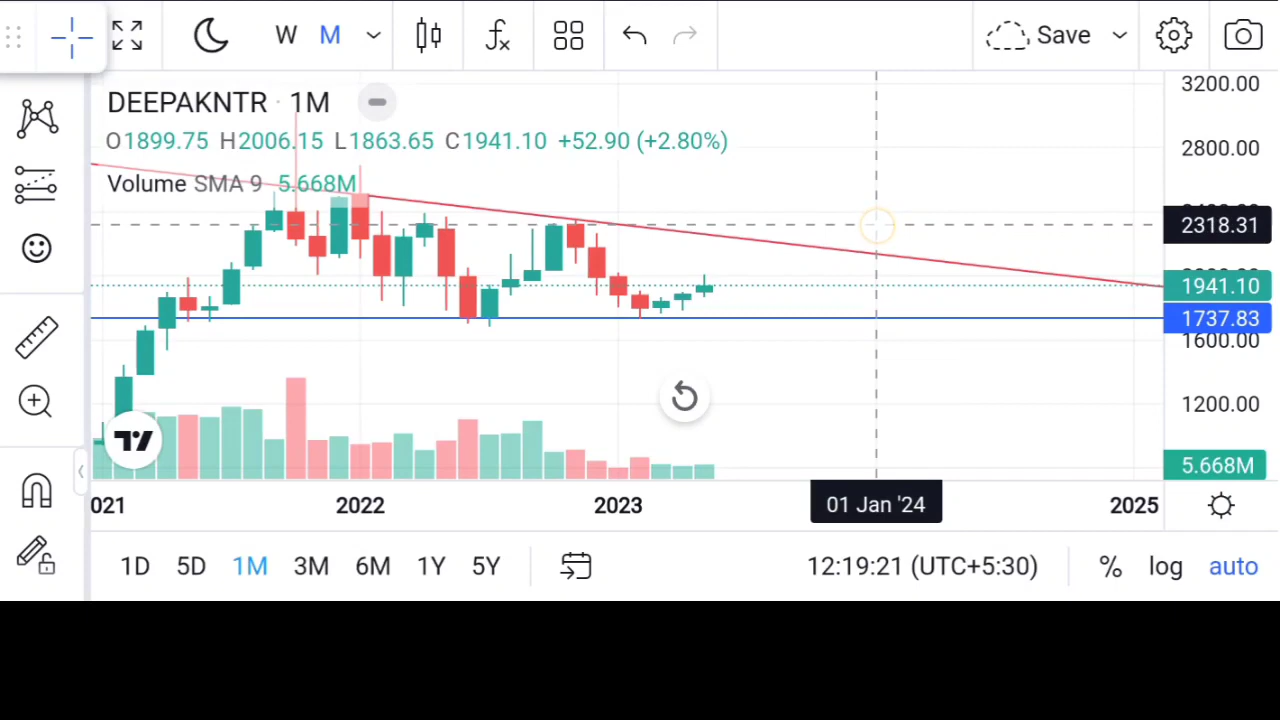 W M Save
DEEPAKNTR · 1M
O1899.75 H2006.15 L1863.65 C1941.10 +52.90 (+2.80%)
Volume SMA 9 5.668M
3200.00
2800.00
2318.31
1941.10
1737.83
1600.00
1200.00
5.668M
021 2022 2023 01 Jan '24 2025
1D 5D 1M 3M 6M 1Y 5Y 12:19:21 (UTC+5:30) % log auto